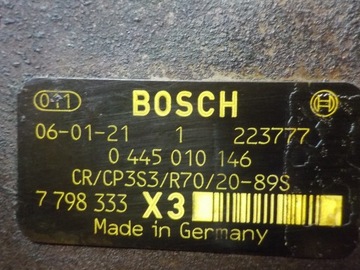 0 1 BOSCH
06-01-21 1 223777
0 445 010 146
CR/CP3S3/R70/20-89S
7 798 333 X3
Made in Germany